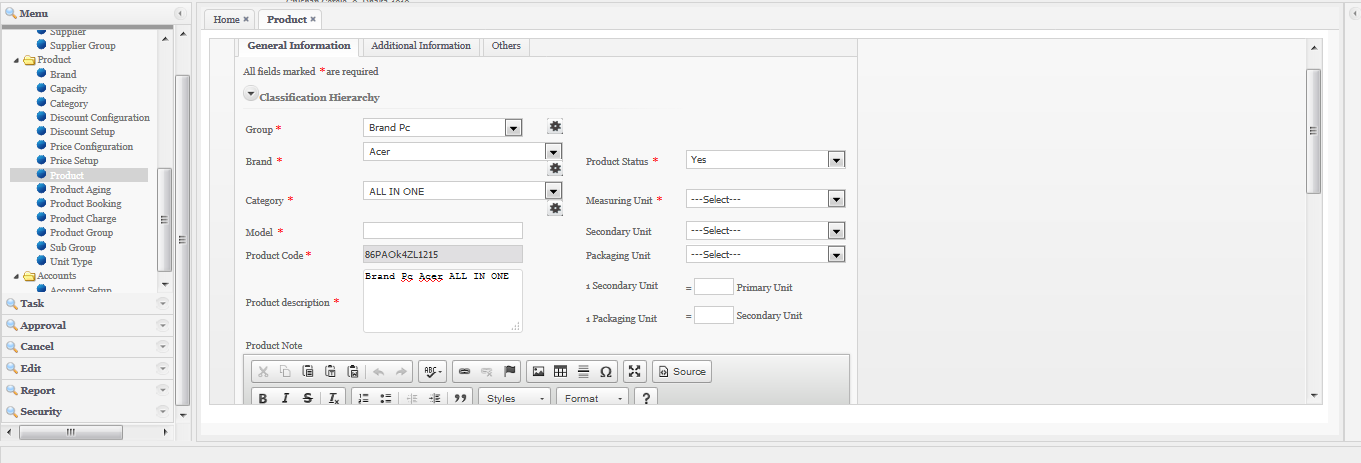 Menu
Supplier
Supplier Group
Product
Brand
Capacity
Category
Discount Configuration
Discount Setup
Price Configuration
Price Setup
Product
Product Aging
Product Booking
Product Charge
Product Group
Sub Group
Unit Type
Accounts
Account Setup
Task
Approval
Cancel
Edit
Report
Security
Home × Product ×
General Information Additional Information Others
All fields marked * are required
Classification Hierarchy
Group * Brand Pc
Brand * Acer
Product Status * Yes
Category * ALL IN ONE
Measuring Unit * ---Select---
Model *
Secondary Unit ---Select---
Product Code * 86PAOk4ZL1215
Packaging Unit ---Select---
Product description * Brand Pc Acer ALL IN ONE
1 Secondary Unit = Primary Unit
1 Packaging Unit = Secondary Unit
Product Note
ABC Ω Source
B I S Tx Styles Format ?